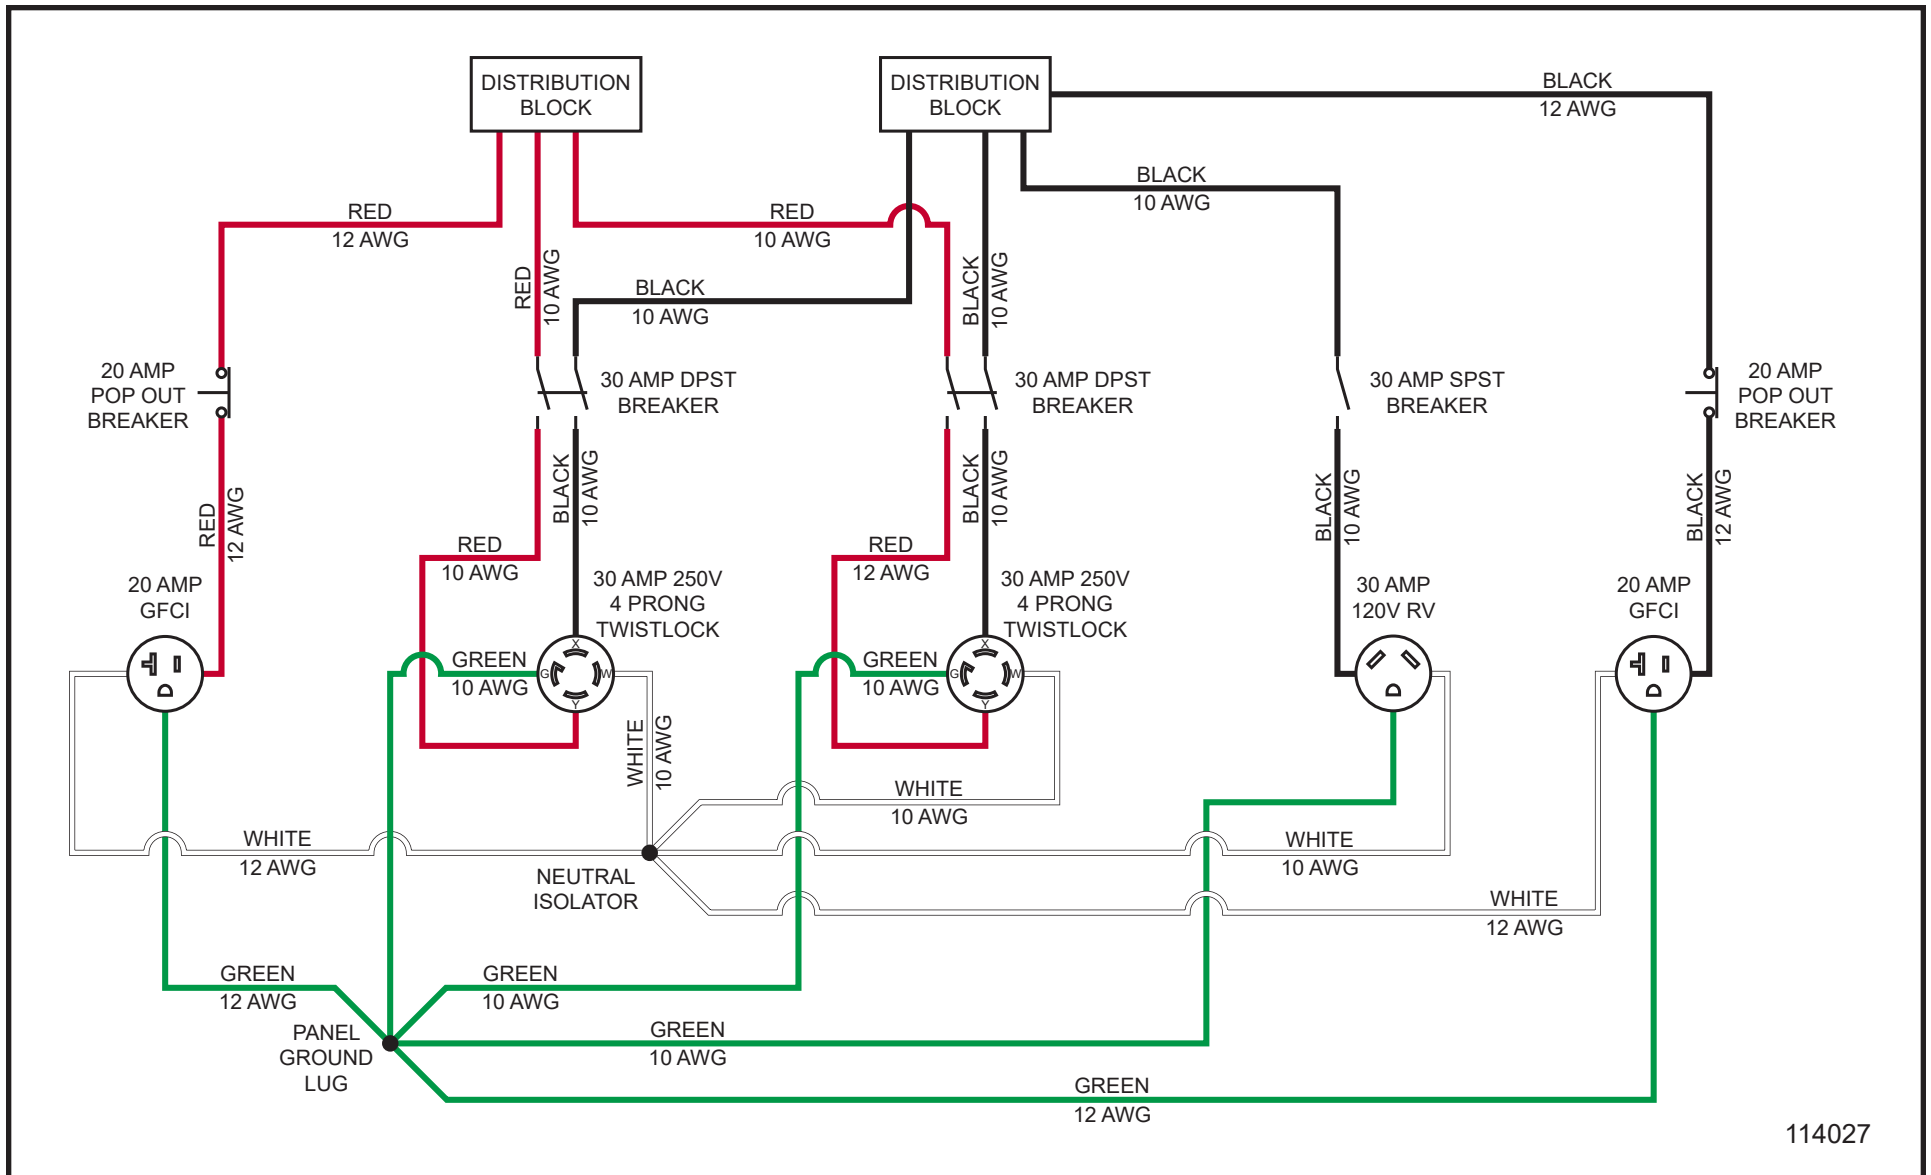 DISTRIBUTION
BLOCK
DISTRIBUTION
BLOCK
BLACK
12 AWG
BLACK
10 AWG
RED
12 AWG
RED
10 AWG
RED
10 AWG
BLACK
10 AWG
BLACK
10 AWG
20 AMP
POP OUT
BREAKER
30 AMP DPST
BREAKER
30 AMP DPST
BREAKER
30 AMP SPST
BREAKER
20 AMP
POP OUT
BREAKER
RED
12 AWG
BLACK
10 AWG
BLACK
10 AWG
BLACK
10 AWG
BLACK
12 AWG
RED
10 AWG
RED
12 AWG
20 AMP
GFCI
30 AMP 250V
4 PRONG
TWISTLOCK
30 AMP 250V
4 PRONG
TWISTLOCK
30 AMP
120V RV
20 AMP
GFCI
GREEN
10 AWG
X
G
W
Y
GREEN
10 AWG
X
G
W
Y
WHITE
10 AWG
WHITE
10 AWG
WHITE
12 AWG
WHITE
10 AWG
NEUTRAL
ISOLATOR
WHITE
12 AWG
GREEN
12 AWG
GREEN
10 AWG
PANEL
GROUND
LUG
GREEN
10 AWG
GREEN
12 AWG
114027